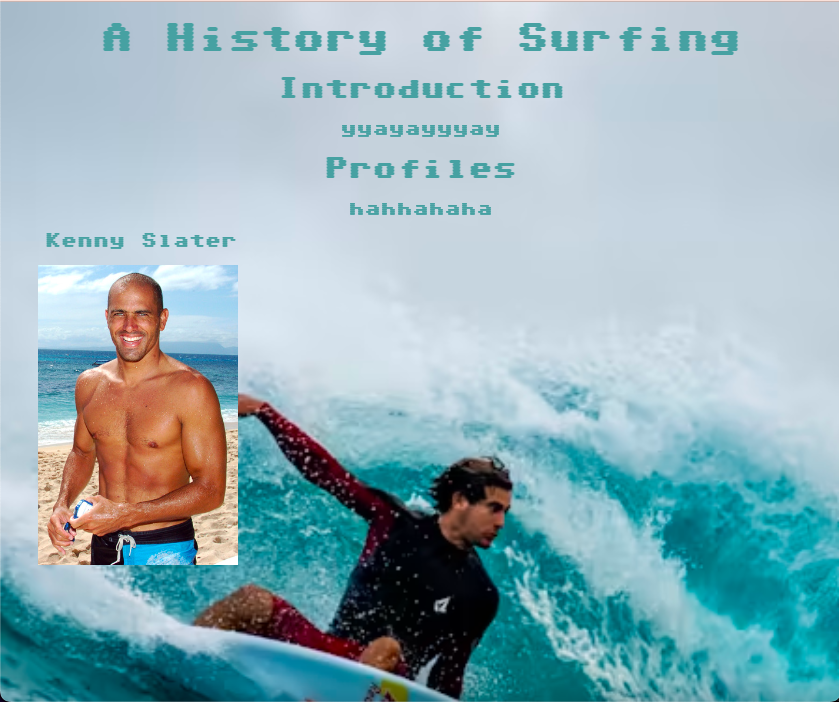 A History of Surfing
Introduction
yyayayyyay
Profiles
hahhahaha
Kenny Slater